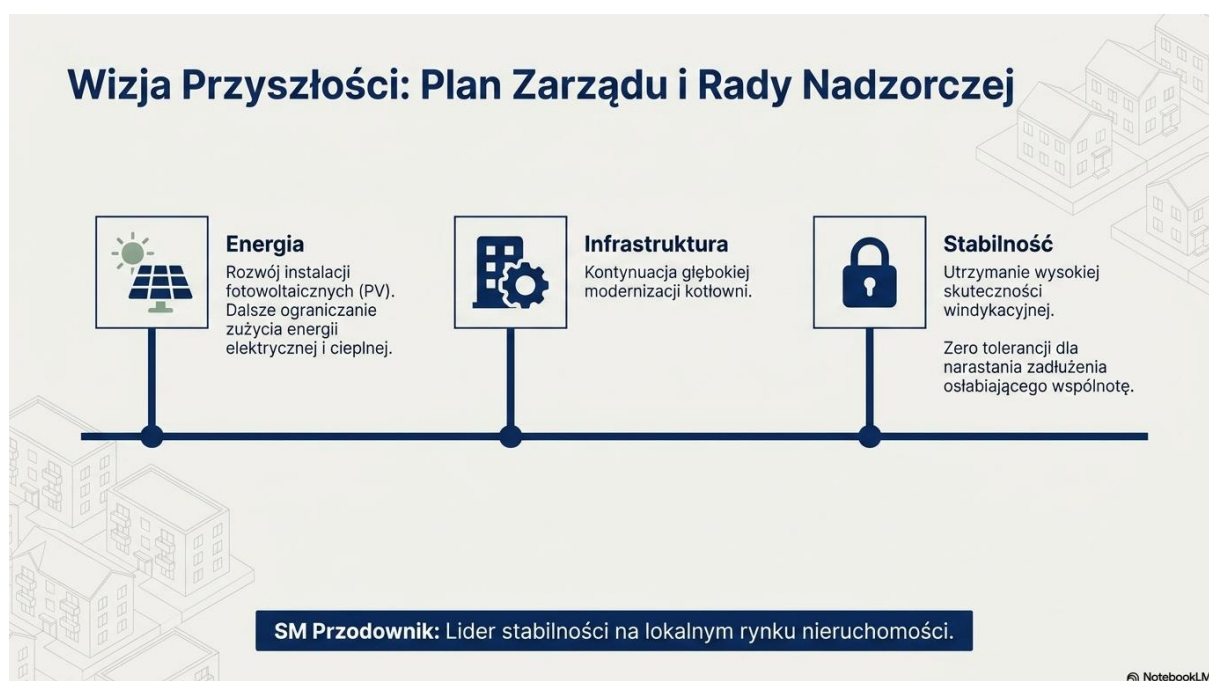 Wizja Przyszłości: Plan Zarządu i Rady Nadzorczej
Energia
Rozwój instalacji
fotowoltaicznych (PV).
Dalsze ograniczanie
zużycia energii
elektrycznej i cieplnej.
Infrastruktura
Kontynuacja głębokiej
modernizacji kotłowni.
Stabilność
Utrzymanie wysokiej
skuteczności
windykacyjnej.
Zero tolerancji dla
narastania zadłużenia
osłabiającego wspólnotę.
SM Przodownik: Lider stabilności na lokalnym rynku nieruchomości.
NotebookLM